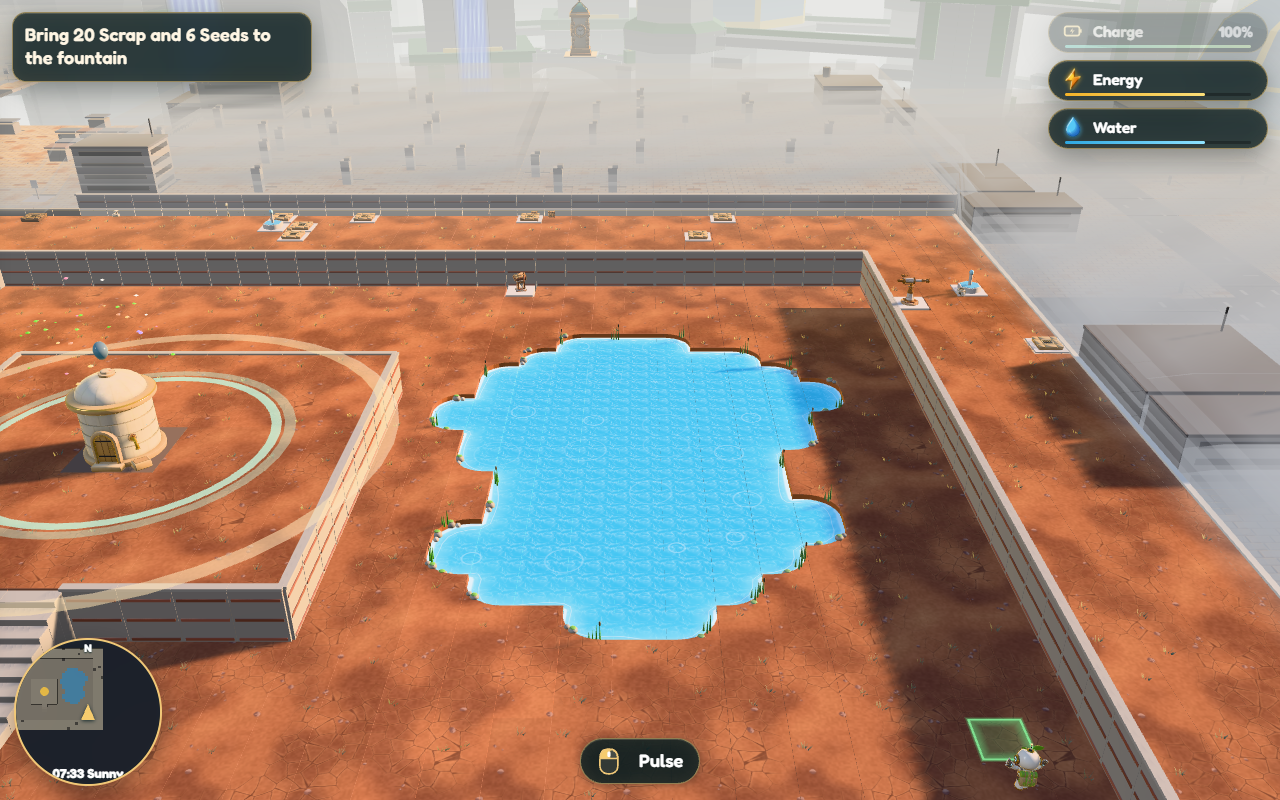 Bring 20 Scrap and 6 Seeds to
the fountain
Charge 100%
Energy
Water
N
07:33 Sunny
Pulse